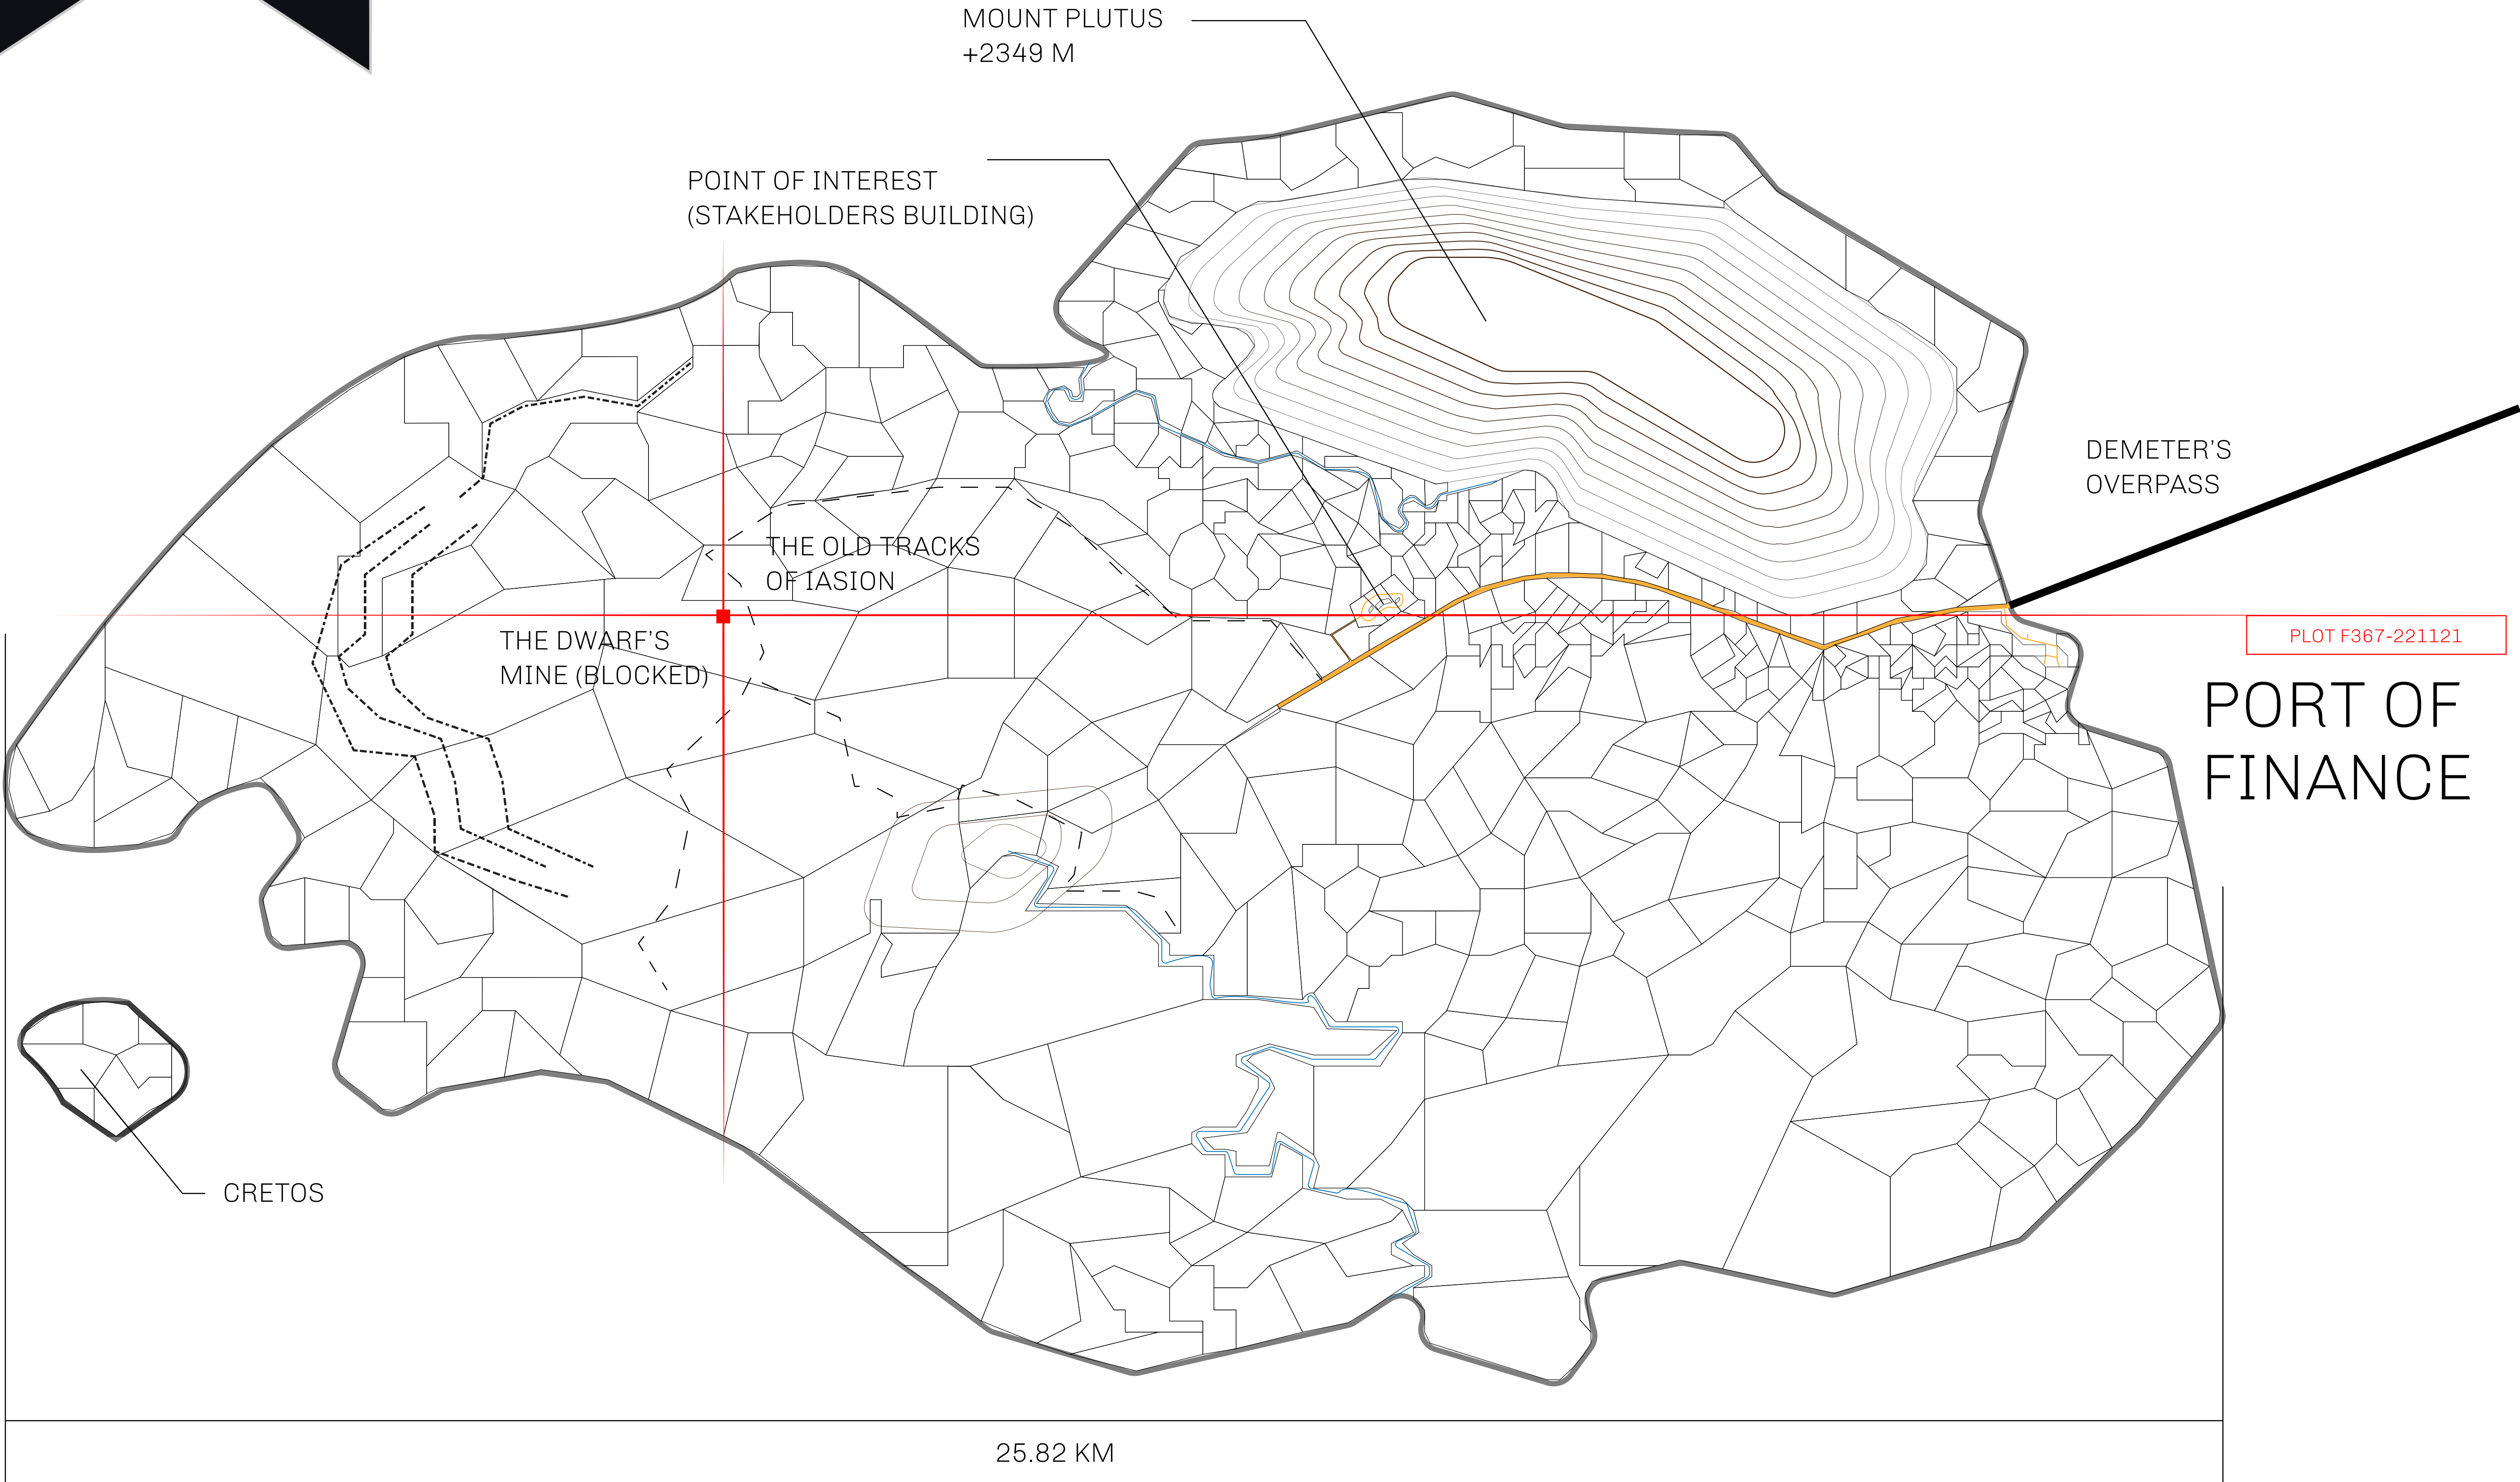 MOUNT PLUTUS
+2349 M
POINT OF INTEREST
(STAKEHOLDERS BUILDING)
DEMETER'S
OVERPASS
THE OLD TRACKS
OF IASION
THE DWARF'S
MINE (BLOCKED)
PLOT F367-221121
PORT OF
FINANCE
CRETOS
25.82 KM